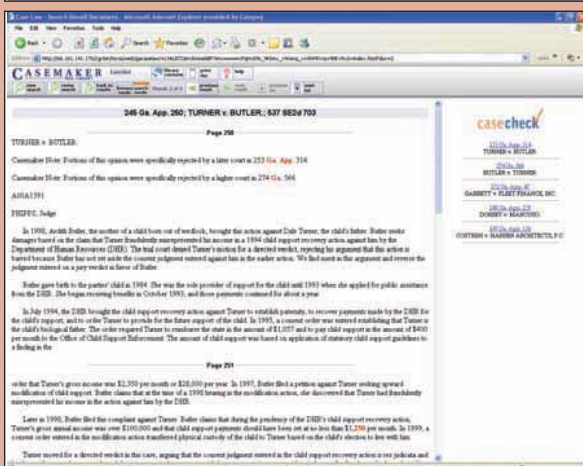 Case Law - Search Result Document - Microsoft Internet Explorer provided by Compaq
File Edit View Favorites Tools Help
Back Search Favorites
CASEMAKER
245 Ga. App. 250; TURNER v. BUTLER.; 537 SE2d 703
Page 250
TURNER v. BUTLER.
Casemaker Note: Portions of this opinion were specifically rejected by a later court in 253 Ga. App. 314
Casemaker Note: Portions of this opinion were specifically rejected by a higher court in 274 Ga. 566
A00A1391
PHIPPS, Judge
In 1998, Ardith Butler, the mother of a child born out of wedlock, brought this action against Dale Turner, the child's father. Butler seeks
damages based on the claim that Turner fraudulently misrepresented his income in a 1994 child support recovery action against him by the
Department of Human Resources (DHR). The trial court denied Turner's motion for a directed verdict, rejecting his argument that this action is
barred because Butler has not set aside the consent judgment entered against him in the earlier action. We find merit in this argument and reverse the
judgment entered on a jury verdict in favor of Butler.
Butler gave birth to the parties' child in 1984. She was the sole provider of support for the child until 1993 when she applied for public assistance
from the DHR. She began receiving benefits in October 1993, and those payments continued for about a year.
In July 1994, the DHR brought the child support recovery action against Turner to establish paternity, to recover payments made by the DHR for
the child's support, and to order Turner to provide for the future support of the child. In 1995, a consent order was entered establishing that Turner is
the child's biological father. The order required Turner to reimburse the state in the amount of $1,057 and to pay child support in the amount of $400
per month to the Office of Child Support Enforcement. The amount of child support was based on application of statutory child support guidelines to
a finding in the
Page 251
order that Turner's gross income was $2,350 per month or $28,000 per year. In 1997, Butler filed a petition against Turner seeking upward
modification of child support. Butler claims that at the time of a 1998 hearing in the modification action, she discovered that Turner had fraudulently
misrepresented his income in the action against him by the DHR.
Later in 1998, Butler filed this complaint against Turner. Butler claims that during the pendency of the DHR's child support recovery action,
Turner's gross annual income was over $100,000 and that child support payments should have been set at no less than $1,250 per month. In 1999, a
consent order entered in the modification action transferred physical custody of the child to Turner based on the child's election to live with him.
Turner moved for a directed verdict in this case, arguing that the consent judgment entered in the child support recovery action is res judicata and
casecheck
253 Ga. App. 314
TURNER v. BUTLER
274 Ga. 566
BUTLER v. TURNER
GARRETT v. FLEET FINANCE, INC.
DORSEY v. MANCUSO
COSTRINI v. HANSEN ARCHITECTS, P.C.